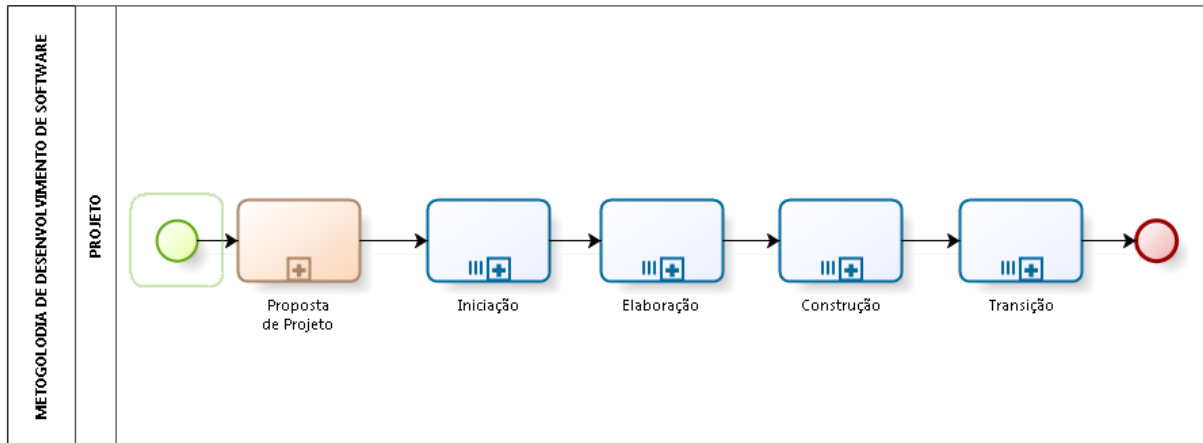 METOGOLODIA DE DESENVOLVIMENTO DE SOFTWARE
PROJETO
Proposta
de Projeto
Iniciação
Elaboração
Construção
Transição